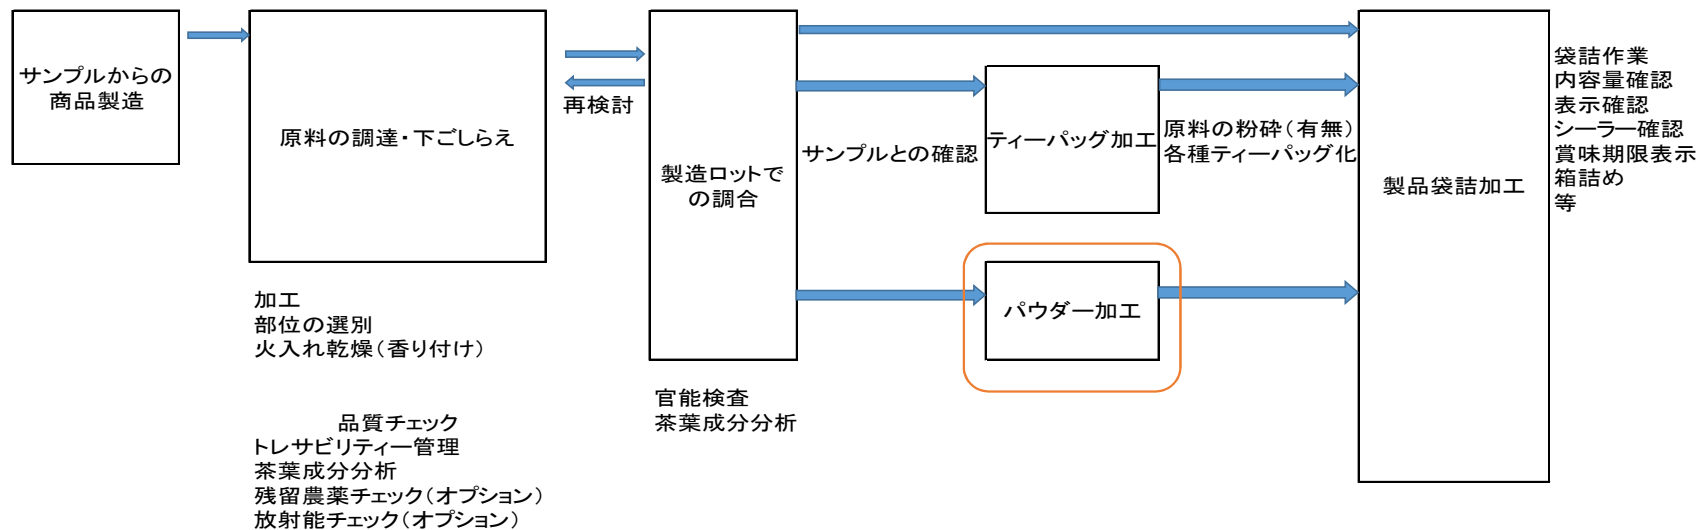 サンプルからの
商品製造
原料の調達・下ごしらえ
加工
部位の選別
火入れ乾燥(香り付け)
品質チェック
トレサビリティー管理
茶葉成分分析
残留農薬チェック(オプション)
放射能チェック(オプション)
再検討
製造ロットで
の調合
官能検査
茶葉成分分析
サンプルとの確認
ティーパッグ加工
原料の粉砕(有無)
各種ティーパッグ化
パウダー加工
製品袋詰加工
袋詰作業
内容量確認
表示確認
シーラー確認
賞味期限表示
箱詰め
等